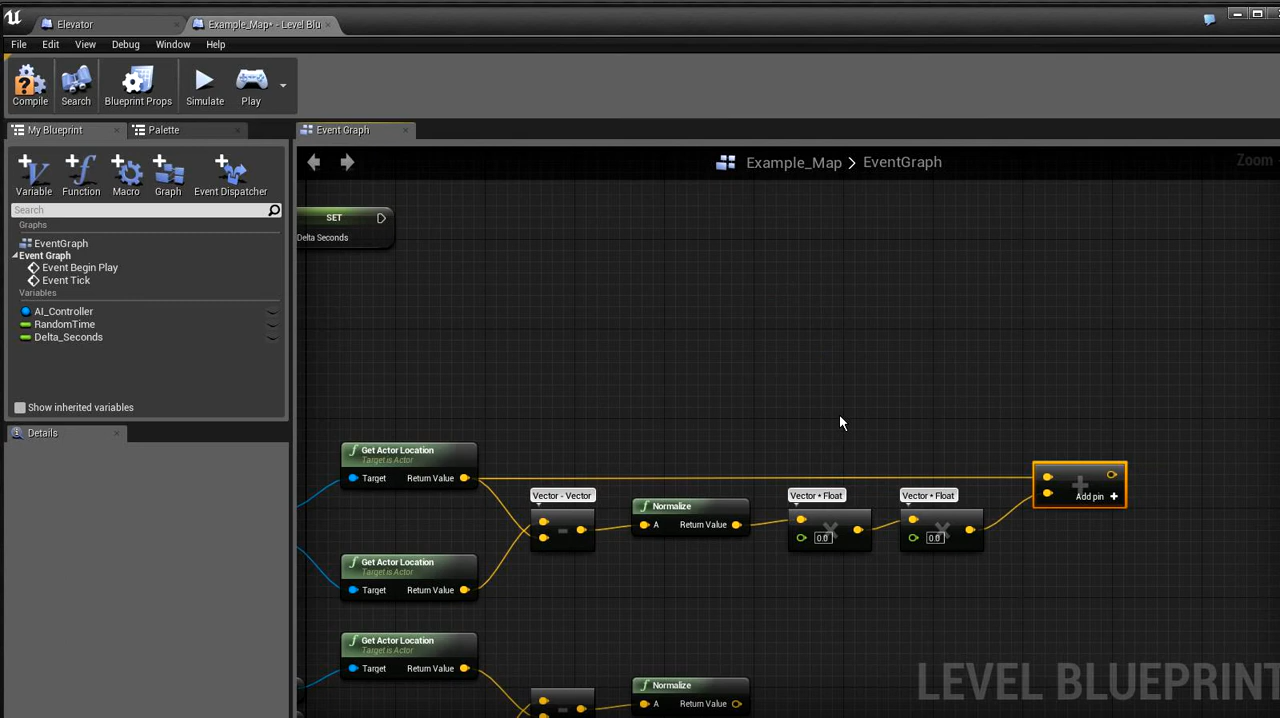 Elevator
Example_Map* - Level Blu
File Edit View Debug Window Help
Compile Search Blueprint Props Simulate Play
My Blueprint Palette Event Graph
Variable Function Macro Graph Event Dispatcher
Example_Map > EventGraph
Zoom
Search
Graphs
EventGraph
Event Graph
Event Begin Play
Event Tick
Variables
AI_Controller
RandomTime
Delta_Seconds
Show inherited variables
Details
SET
Delta Seconds
f Get Actor Location
Target is Actor
Target Return Value
Vector - Vector
f Normalize
A Return Value
Vector * Float
0.0
Vector * Float
0.0
Add pin
f Get Actor Location
Target is Actor
Target Return Value
f Get Actor Location
Target is Actor
Target Return Value
f Normalize
A Return Value
LEVEL BLUEPRINT